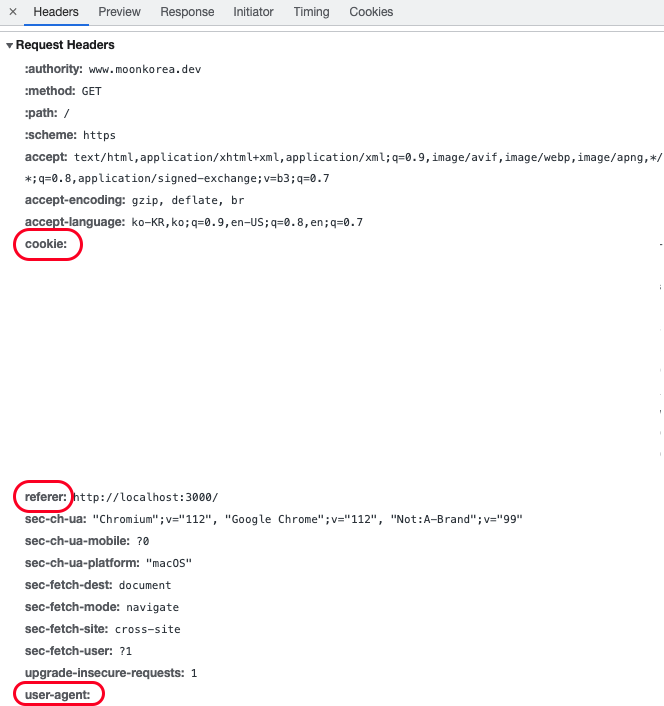 × Headers Preview Response Initiator Timing Cookies
Request Headers
:authority: www.moonkorea.dev
:method: GET
:path: /
:scheme: https
accept: text/html,application/xhtml+xml,application/xml;q=0.9,image/avif,image/webp,image/apng,*/
*;q=0.8,application/signed-exchange;v=b3;q=0.7
accept-encoding: gzip, deflate, br
accept-language: ko-KR,ko;q=0.9,en-US;q=0.8,en;q=0.7
cookie:
referer: http://localhost:3000/
sec-ch-ua: "Chromium";v="112", "Google Chrome";v="112", "Not:A-Brand";v="99"
sec-ch-ua-mobile: ?0
sec-ch-ua-platform: "macOS"
sec-fetch-dest: document
sec-fetch-mode: navigate
sec-fetch-site: cross-site
sec-fetch-user: ?1
upgrade-insecure-requests: 1
user-agent: